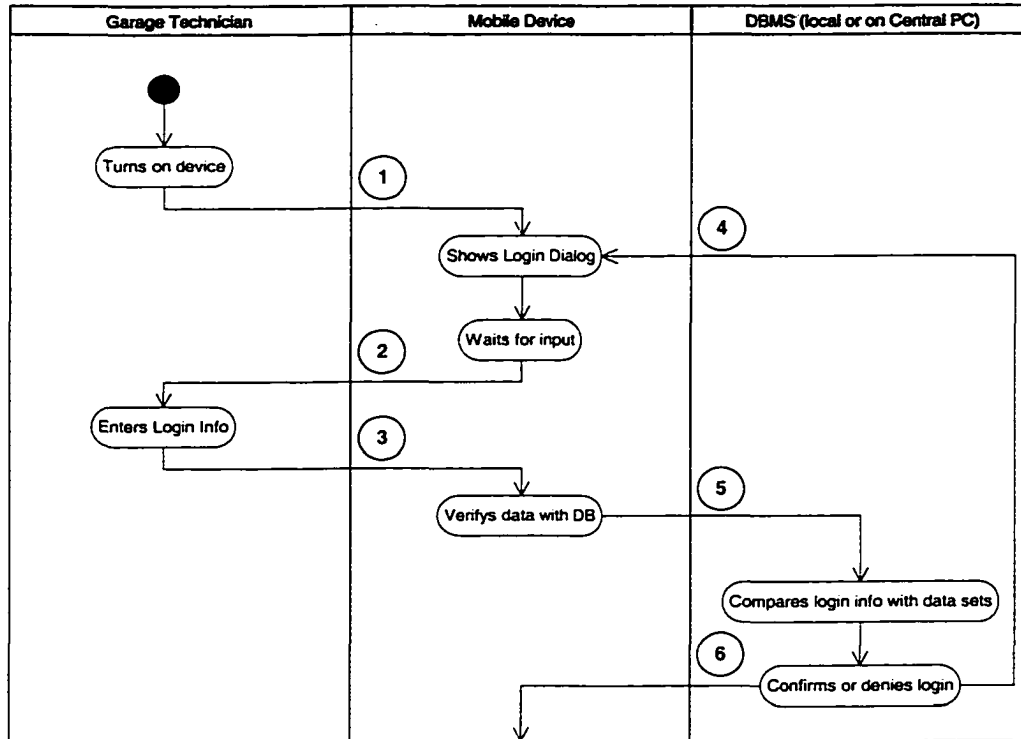 Garage Technician
Mobile Device
DBMS (local or on Central PC)
Turns on device
1
4
Shows Login Dialog
Waits for input
2
Enters Login Info
3
Verifys data with DB
5
Compares login info with data sets
6
Confirms or denies login